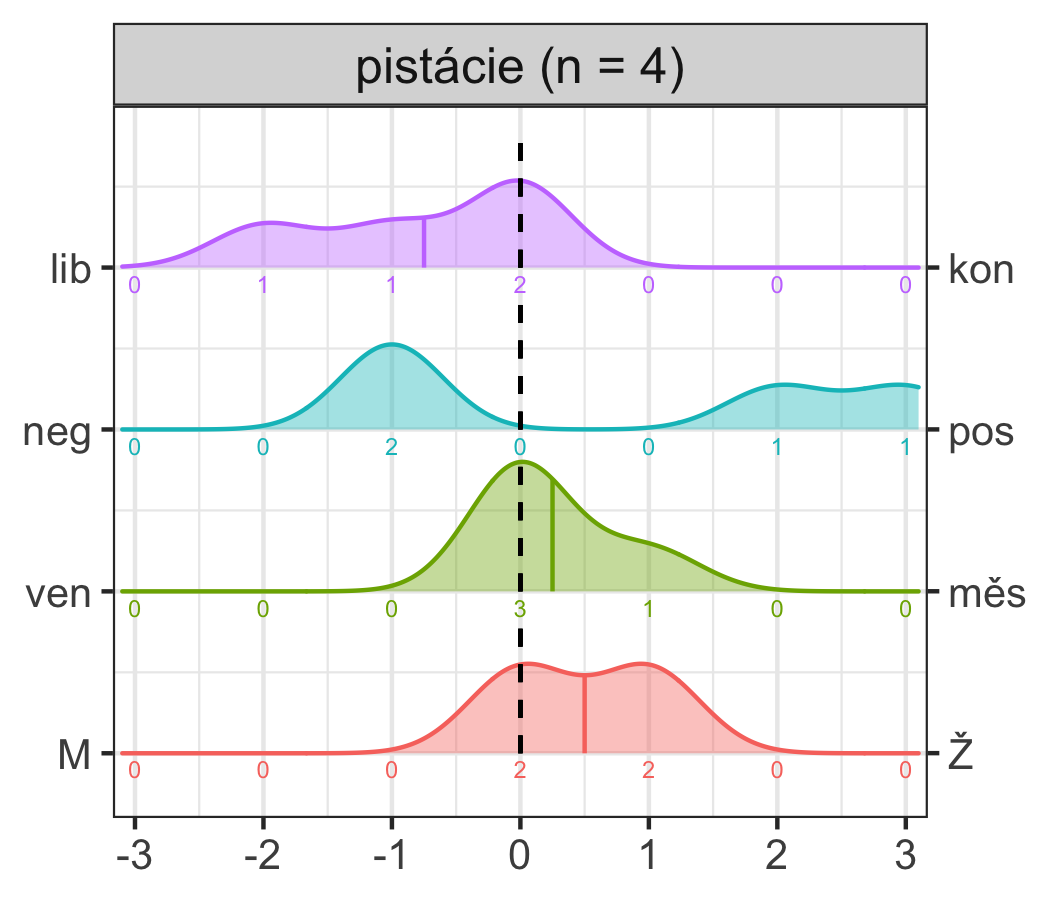 pistácie (n = 4)
lib kon
0 1 1 2 0 0 0
neg pos
0 0 2 0 0 1 1
ven měs
0 0 0 3 1 0 0
M Ž
0 0 0 2 2 0 0
-3 -2 -1 0 1 2 3